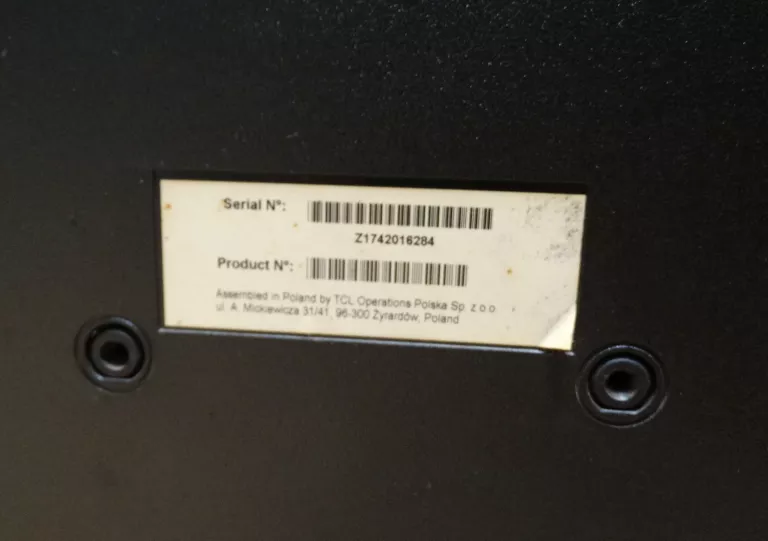 Serial N°:
Z1742016284
Product N°:
Assembled in Poland by TCL Operations Polska Sp. z o.o.
ul. A. Mickiewicza 31/41, 96-300 Żyrardów, Poland